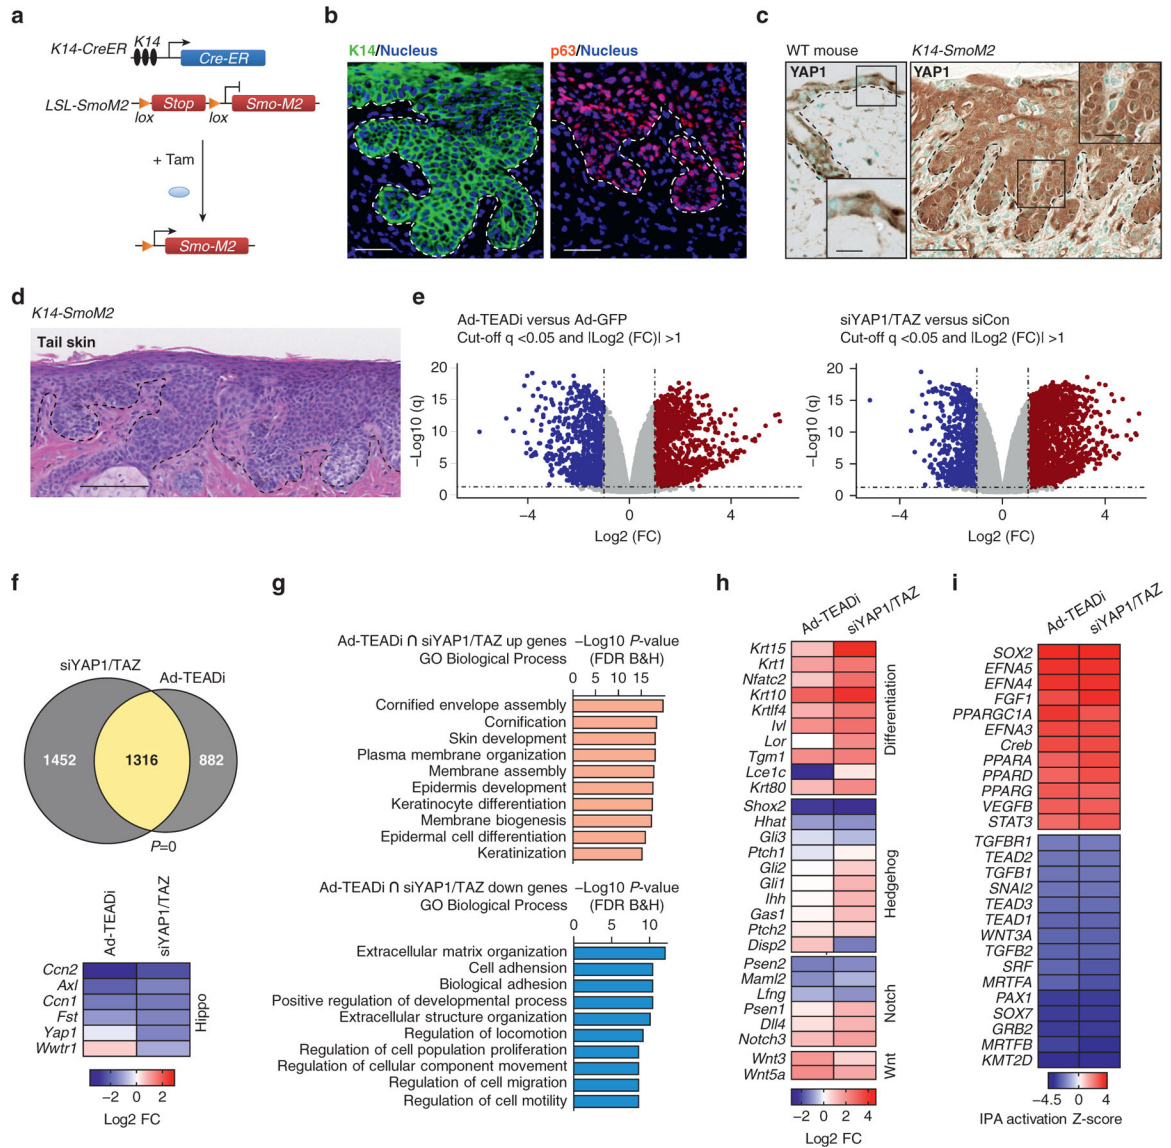 a
K14-CreER
K14
Cre-ER
LSL-SmoM2
Stop
Smo-M2
lox
lox
+ Tam
Smo-M2
b
K14/Nucleus
p63/Nucleus
c
WT mouse
K14-SmoM2
YAP1
YAP1
d
K14-SmoM2
Tail skin
e
Ad-TEADi versus Ad-GFP
Cut-off q <0.05 and |Log2 (FC)| >1
20
15
10
5
0
−Log10 (q)
−4
0
4
Log2 (FC)
siYAP1/TAZ versus siCon
Cut-off q <0.05 and |Log2 (FC)| >1
20
15
10
5
0
−Log10 (q)
−4
0
4
Log2 (FC)
f
siYAP1/TAZ
Ad-TEADi
1452
1316
882
P=0
Ad-TEADi
siYAP1/TAZ
Ccn2
Axl
Ccn1
Fst
Yap1
Wwtr1
Hippo
−2
0
2
Log2 FC
g
Ad-TEADi ∩ siYAP1/TAZ up genes
GO Biological Process
−Log10 P-value
(FDR B&H)
0 5 10 15
Cornified envelope assembly
Cornification
Skin development
Plasma membrane organization
Membrane assembly
Epidermis development
Keratinocyte differentiation
Membrane biogenesis
Epidermal cell differentiation
Keratinization
Ad-TEADi ∩ siYAP1/TAZ down genes
GO Biological Process
−Log10 P-value
(FDR B&H)
0 5 10
Extracellular matrix organization
Cell adhension
Biological adhesion
Positive regulation of developmental process
Extracellular structure organization
Regulation of locomotion
Regulation of cell population proliferation
Regulation of cellular component movement
Regulation of cell migration
Regulation of cell motility
h
Ad-TEADi
siYAP1/TAZ
Krt15
Krt1
Nfatc2
Krt10
Krtlf4
Ivl
Lor
Tgm1
Lce1c
Krt80
Differentiation
Shox2
Hhat
Gli3
Ptch1
Gli2
Gli1
Ihh
Gas1
Ptch2
Disp2
Hedgehog
Psen2
Maml2
Lfng
Psen1
Dll4
Notch3
Notch
Wnt3
Wnt5a
Wnt
−2 0 2 4
Log2 FC
i
Ad-TEADi
siYAP1/TAZ
SOX2
EFNA5
EFNA4
FGF1
PPARGC1A
EFNA3
Creb
PPARA
PPARD
PPARG
VEGFB
STAT3
TGFBR1
TEAD2
TGFB1
SNAI2
TEAD3
TEAD1
WNT3A
TGFB2
SRF
MRTFA
PAX1
SOX7
GRB2
MRTFB
KMT2D
−4.5 0 4
IPA activation Z-score